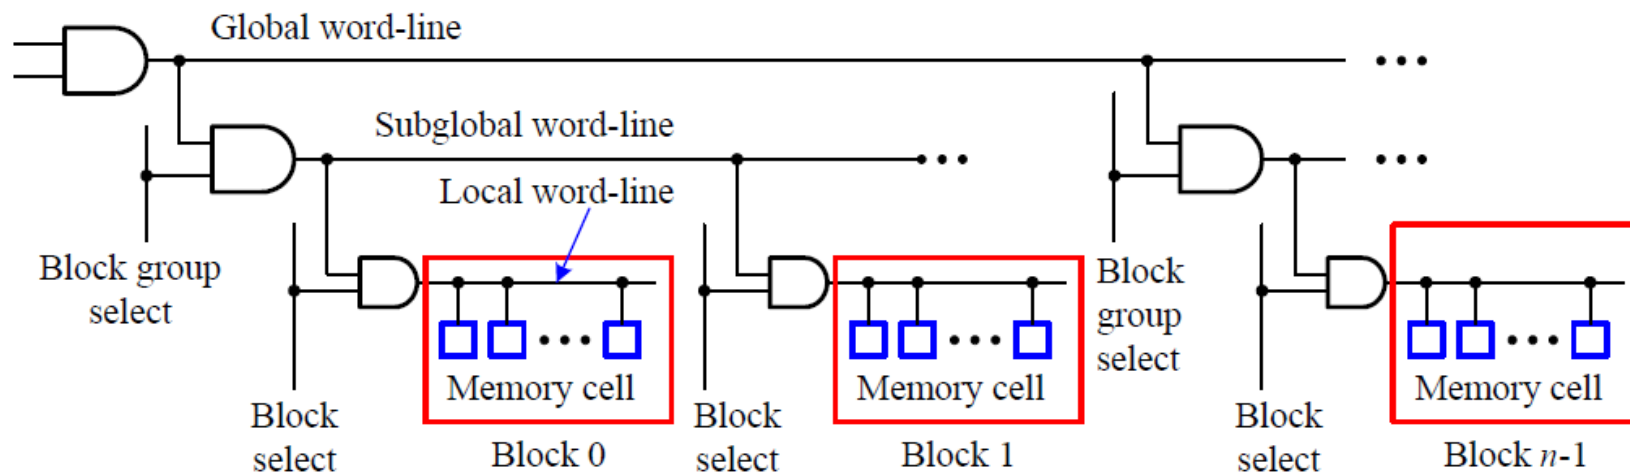 Global word-line
Subglobal word-line
Local word-line
Block group
select
Block
group
select
Memory cell
Memory cell
Memory cell
Block
select
Block 0
Block
select
Block 1
Block
select
Block n-1